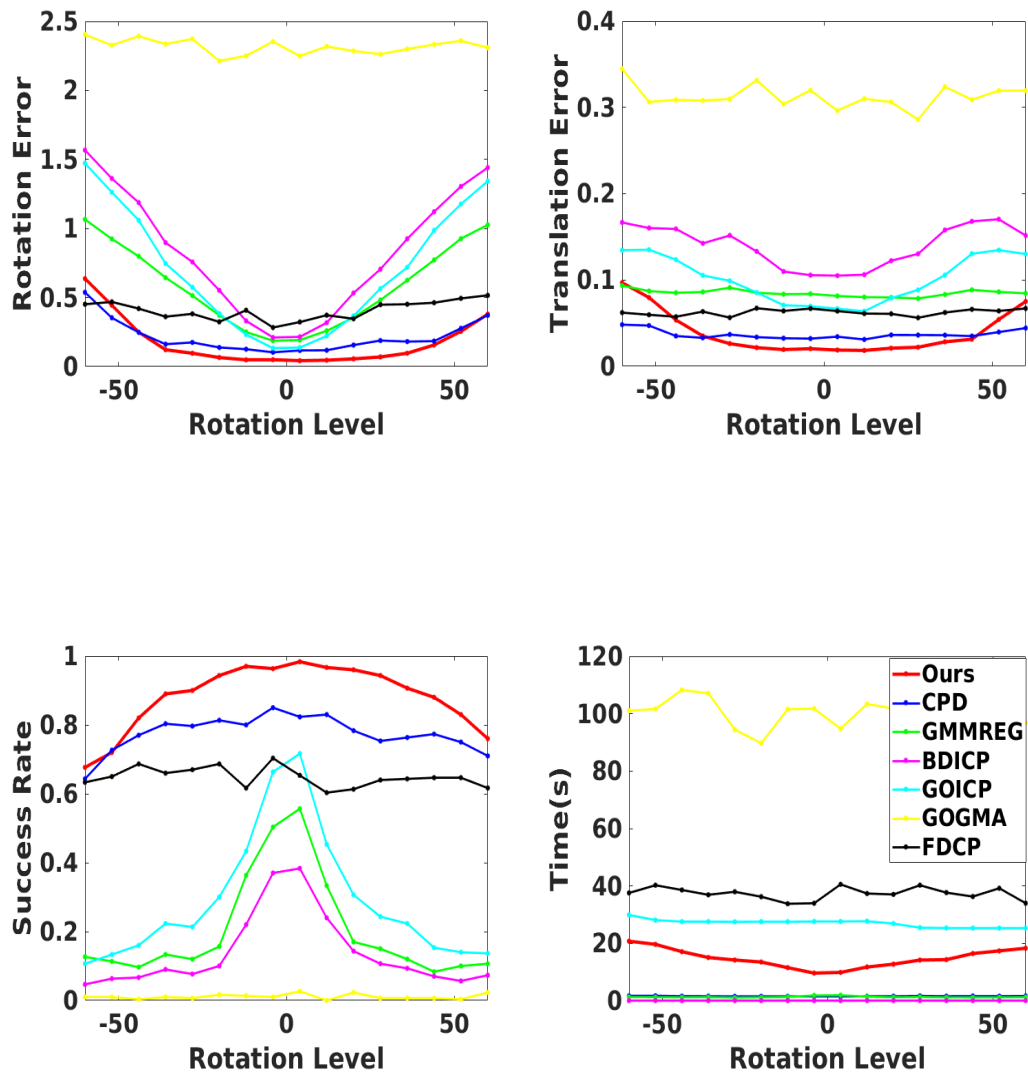 2.5
2
1.5
1
0.5
0
-50
0
50
Rotation Error
Rotation Level
0.4
0.3
0.2
0.1
0
-50
0
50
Translation Error
Rotation Level
1
0.8
0.6
0.4
0.2
0
-50
0
50
Success Rate
Rotation Level
120
100
80
60
40
20
0
-50
0
50
Time(s)
Rotation Level
Ours
CPD
GMMREG
BDICP
GOICP
GOGMA
FDCP